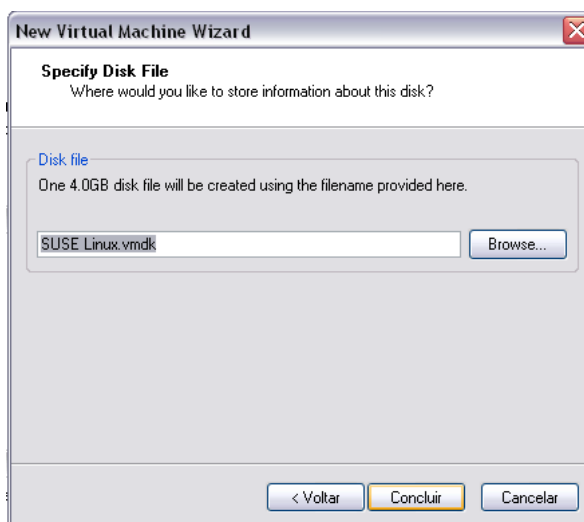 New Virtual Machine Wizard
Specify Disk File
Where would you like to store information about this disk?
Disk file
One 4.0GB disk file will be created using the filename provided here.
SUSE Linux.vmdk
Browse...
< Voltar
Concluir
Cancelar